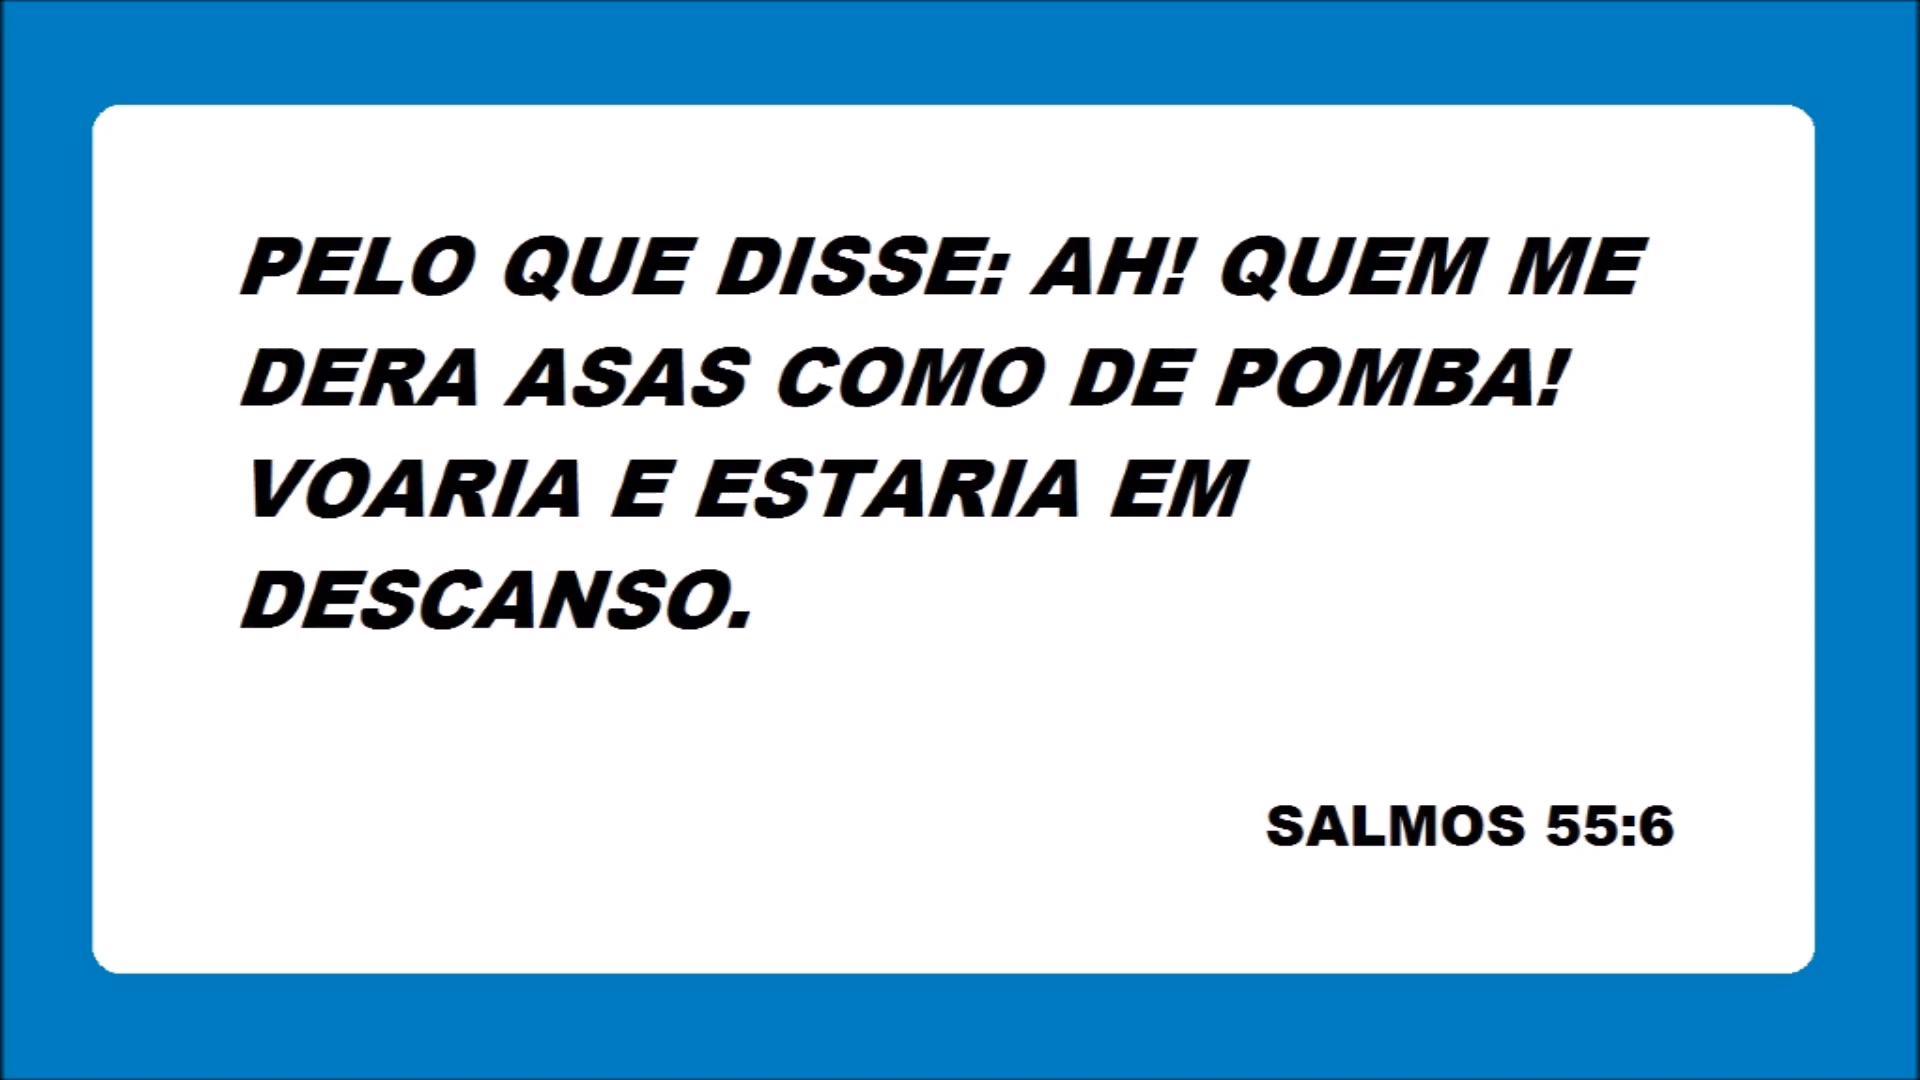 PELO QUE DISSE: AH! QUEM ME
DERA ASAS COMO DE POMBA!
VOARIA E ESTARIA EM
DESCANSO.
SALMOS 55:6